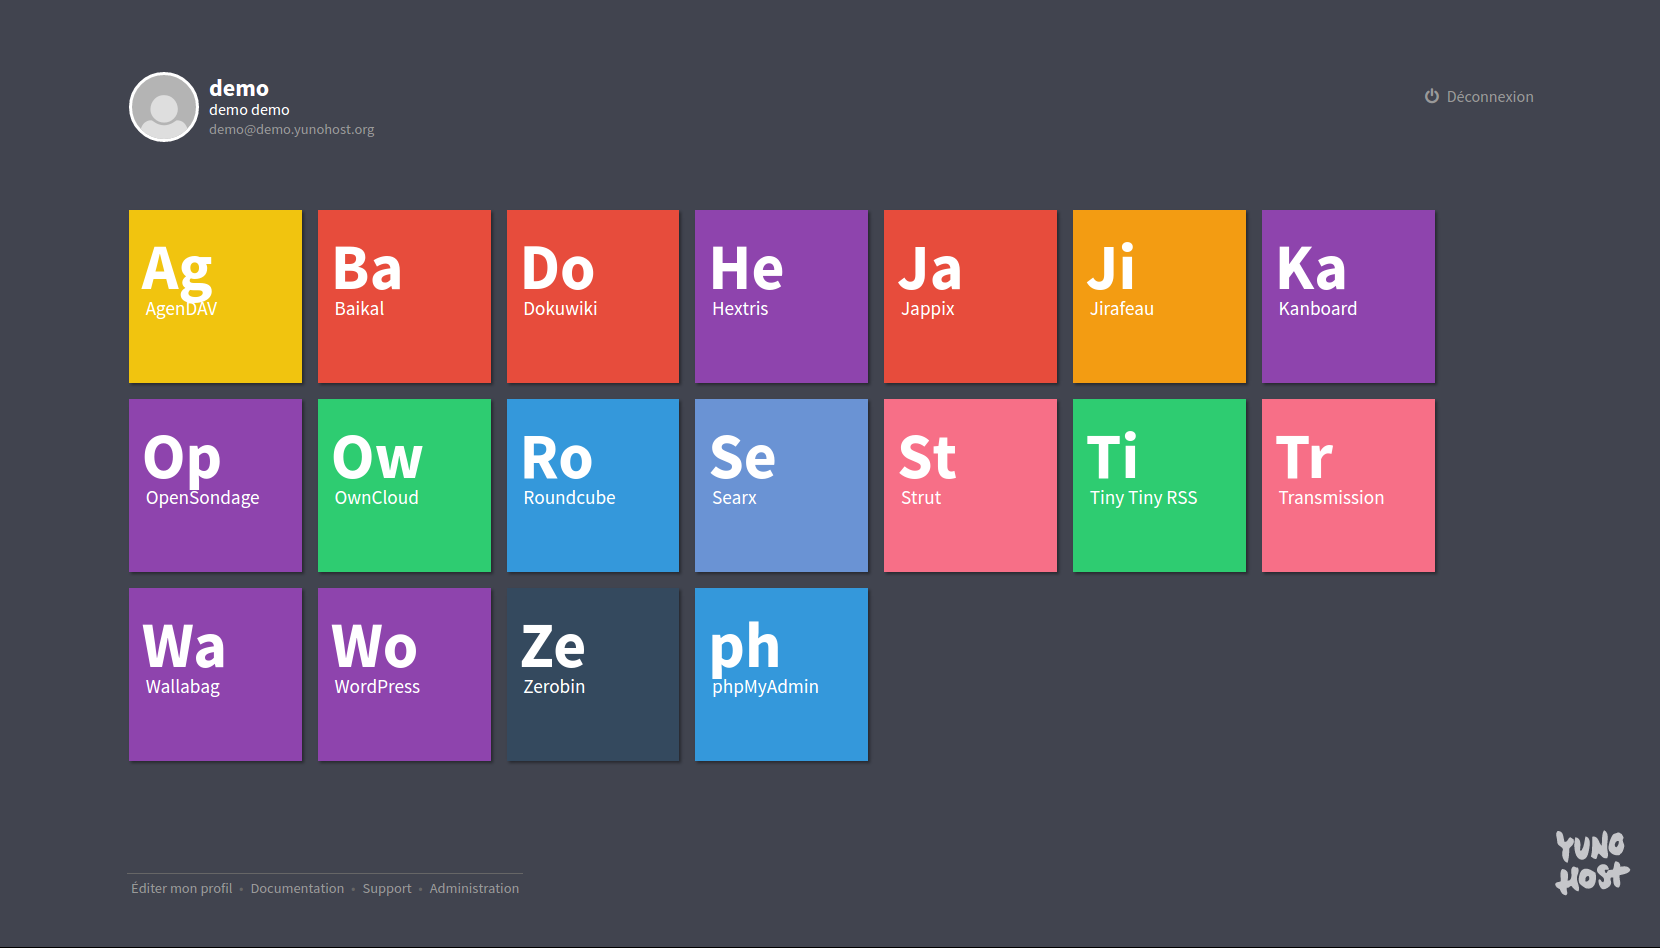 demo
demo demo
demo@demo.yunohost.org
Déconnexion
Ag
AgenDAV
Ba
Baikal
Do
Dokuwiki
He
Hextris
Ja
Jappix
Ji
Jirafeau
Ka
Kanboard
Op
OpenSondage
Ow
OwnCloud
Ro
Roundcube
Se
Searx
St
Strut
Ti
Tiny Tiny RSS
Tr
Transmission
Wa
Wallabag
Wo
WordPress
Ze
Zerobin
ph
phpMyAdmin
YUNO
HOST
Éditer mon profil • Documentation • Support • Administration